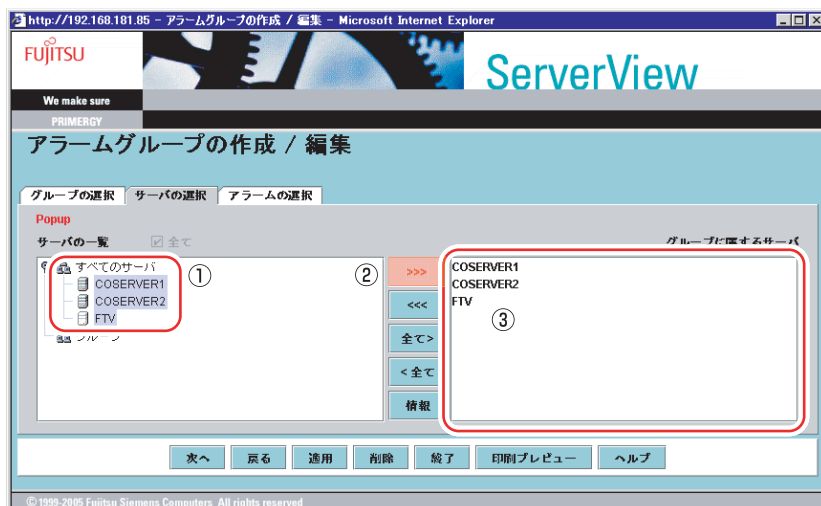 http://192.168.181.85 - アラームグループの作成 / 編集 - Microsoft Internet Explorer
FUJITSU
ServerView
We make sure
PRIMERGY
アラームグループの作成 / 編集
グループの選択 サーバの選択 アラームの選択
Popup
サーバの一覧 全て グループに属するサーバ
すべてのサーバ ① ② >>> COSERVER1
COSERVER1 COSERVER2
COSERVER2 <<< FTV
FTV ③
グループ 全て>
<全て
情報
次へ 戻る 適用 削除 終了 印刷プレビュー ヘルプ
© 1999-2005 Fujitsu Siemens Computers All rights reserved